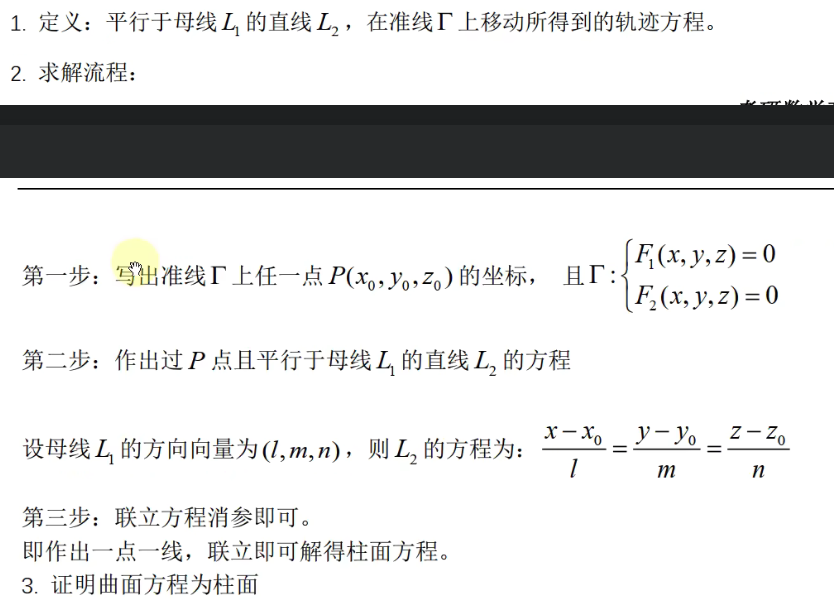 1. 定义：平行于母线 L₁ 的直线 L₂，在准线 Γ 上移动所得到的轨迹方程。
2. 求解流程：
第一步：写出准线 Γ 上任一点 P(x₀, y₀, z₀) 的坐标， 且 Γ : { F₁(x, y, z) = 0
F₂(x, y, z) = 0
第二步：作出过 P 点且平行于母线 L₁ 的直线 L₂ 的方程
设母线 L₁ 的方向向量为 (l, m, n)，则 L₂ 的方程为： (x − x₀)/l = (y − y₀)/m = (z − z₀)/n
第三步：联立方程消参即可。
即作出一点一线，联立即可解得柱面方程。
3. 证明曲面方程为柱面